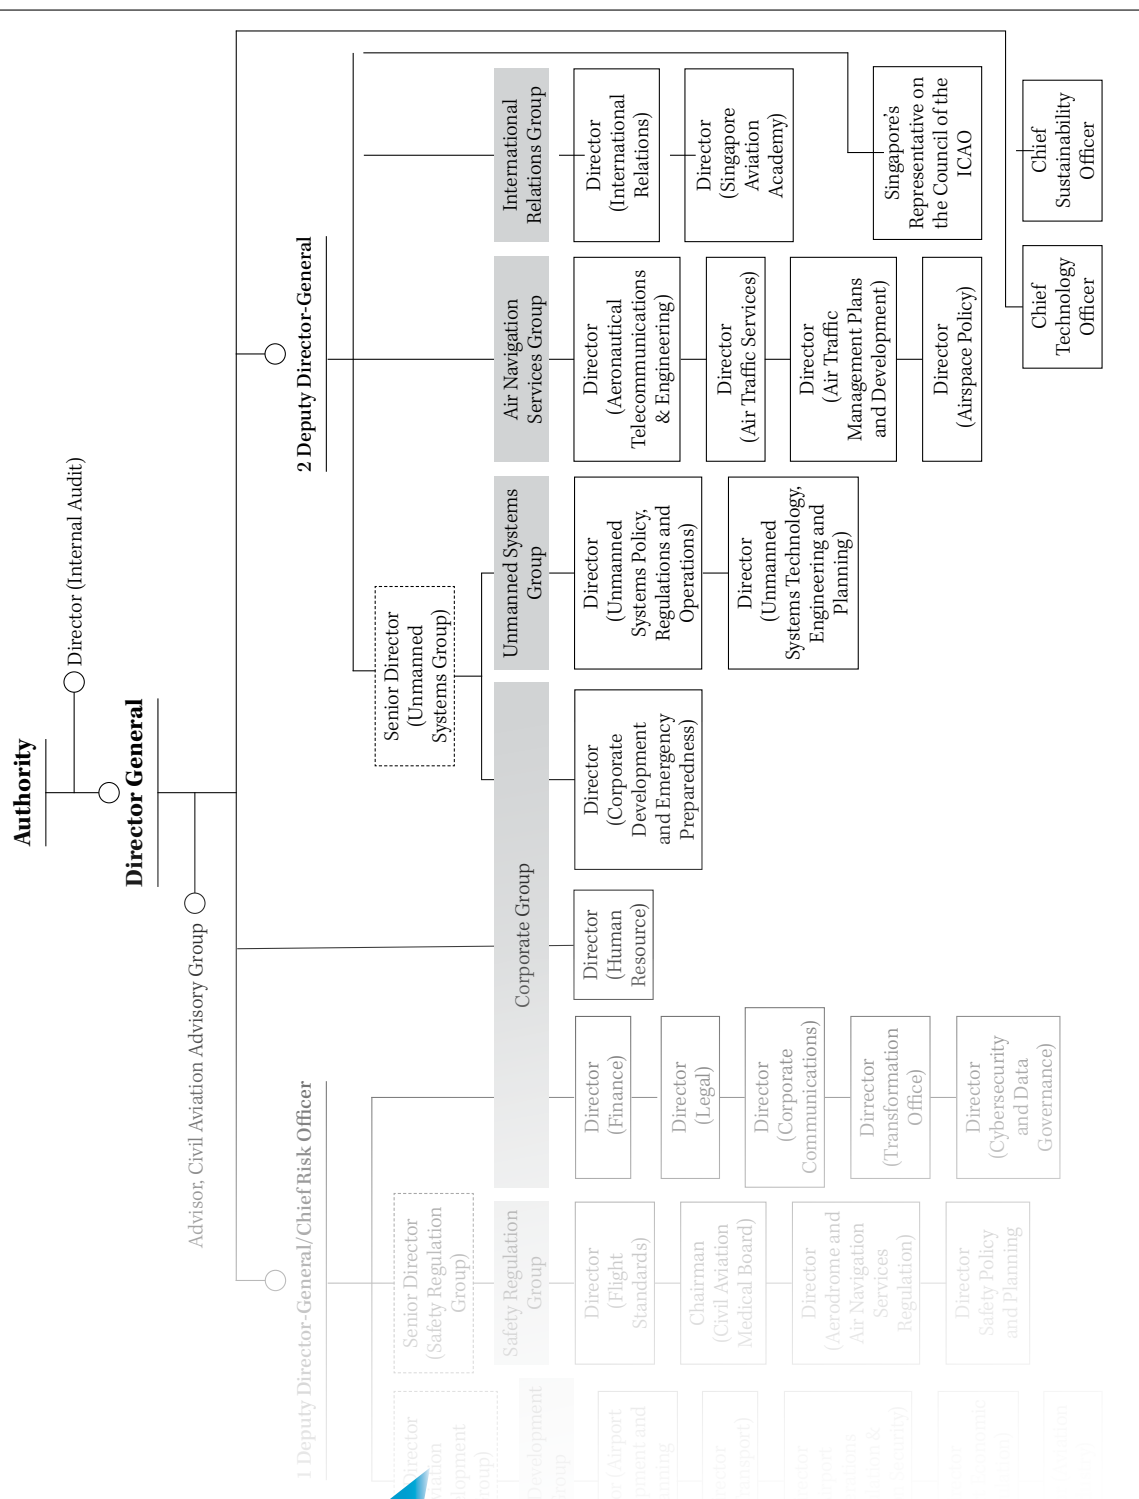 Authority
Director (Internal Audit)
Director General
Advisor, Civil Aviation Advisory Group
1 Deputy Director-General/Chief Risk Officer
2 Deputy Director-General
Senior Director
(Safety Regulation
Group)
Senior Director
(Unmanned
Systems Group)
Development
Safety Regulation
Group
Corporate Group
Unmanned Systems
Group
Air Navigation
Services Group
International
Relations Group
Director
(Flight
Standards)
Chairman
(Civil Aviation
Medical Board)
Director
(Aerodrome and
Air Navigation
Services
Regulation)
Director
Safety Policy
and Planning
Director
(Finance)
Director
(Legal)
Director
(Corporate
Communications)
Dirrector
(Transformation
Office)
Director
(Cybersecurity
and Data
Governance)
Director
(Human
Resource)
Director
(Corporate
Development
and Emergency
Preparedness)
Director
(Unmanned
Systems Policy,
Regulations and
Operations)
Director
(Unmanned
Systems Technology,
Engineering and
Planning)
Director
(Aeronautical
Telecommunications
& Engineering)
Director
(Air Traffic Services)
Director
(Air Traffic
Management Plans
and Development)
Director
(Airspace Policy)
Director
(International
Relations)
Director
(Singapore
Aviation
Academy)
Singapore's
Representative on
the Council of the
ICAO
Chief
Technology
Officer
Chief
Sustainability
Officer